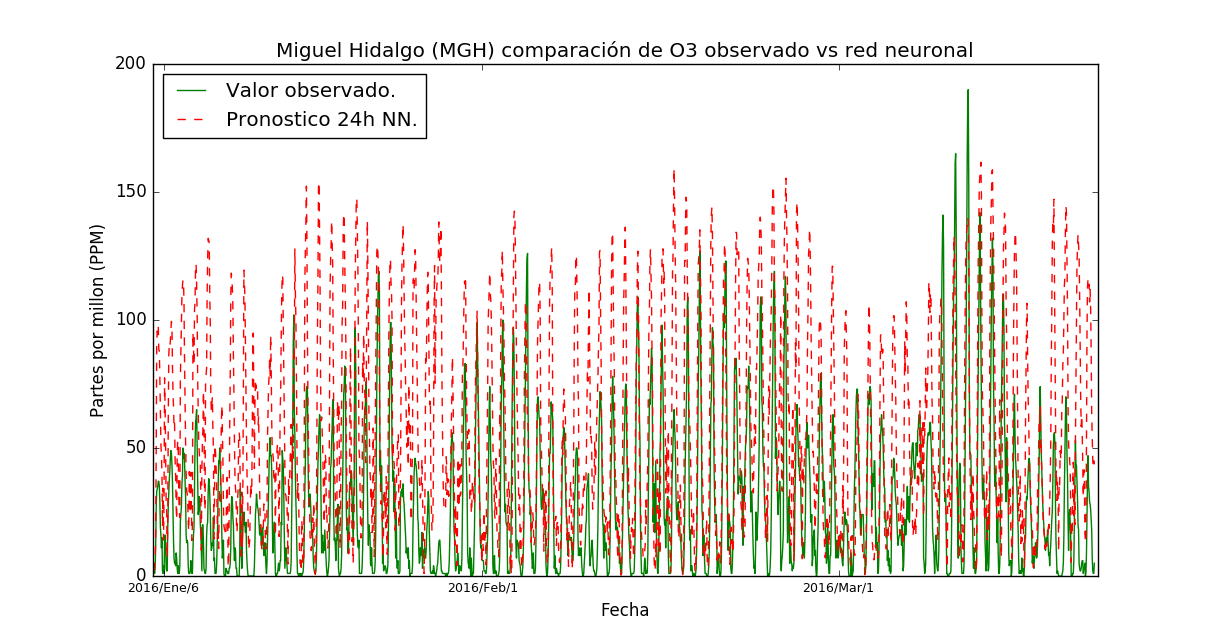 Miguel Hidalgo (MGH) comparación de O3 observado vs red neuronal
200
Valor observado.
Pronostico 24h NN.
150
100
50
0
Partes por millon (PPM)
2016/Ene/6
2016/Feb/1
2016/Mar/1
Fecha